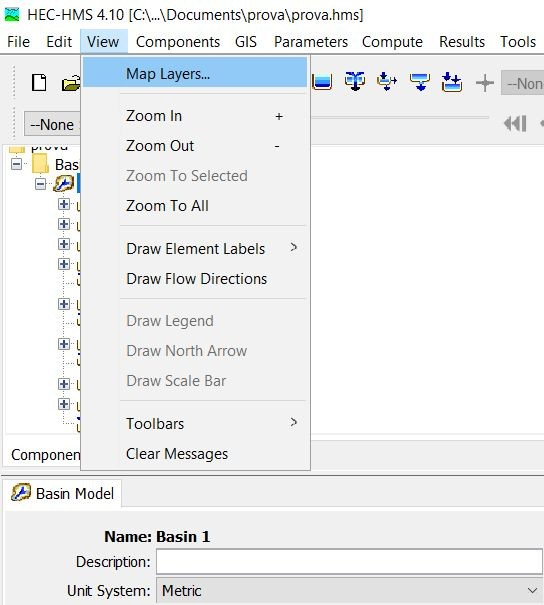 HEC-HMS 4.10 [C:\...\Documents\prova\prova.hms]
File Edit View Components GIS Parameters Compute Results Tools
Map Layers...
--None
Zoom In +
--None
Zoom Out -
prova
Zoom To Selected
Zoom To All
Draw Element Labels >
Draw Flow Directions
Draw Legend
Draw North Arrow
Draw Scale Bar
Toolbars >
Clear Messages
Componen
Basin Model
Name: Basin 1
Description:
Unit System: Metric